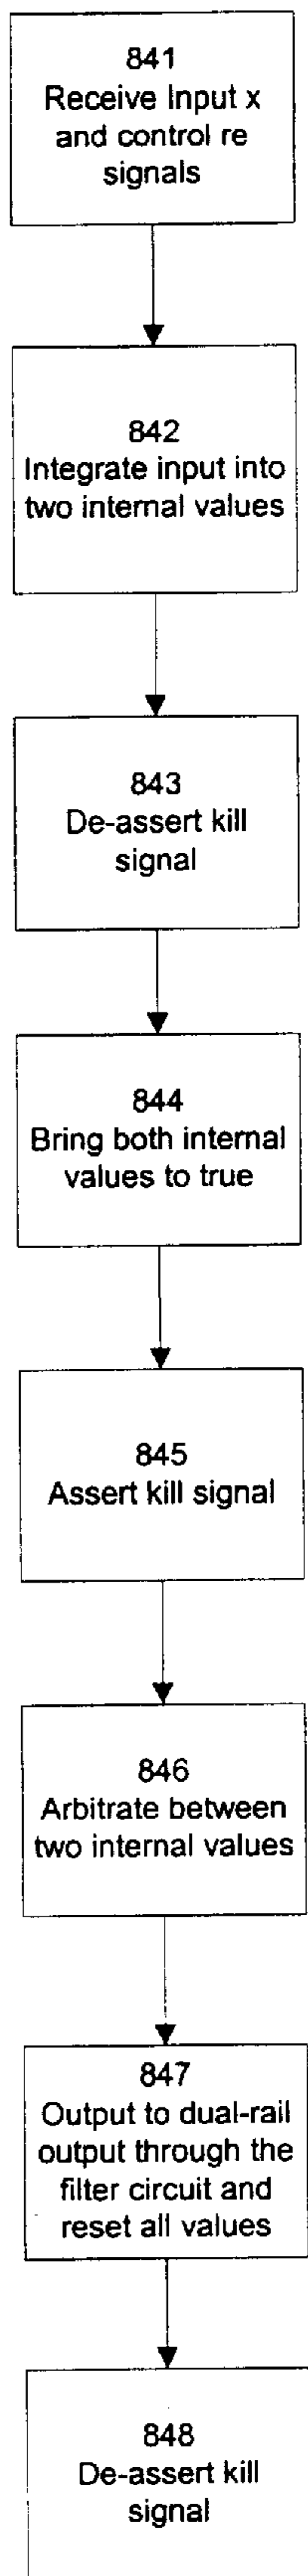 841
Receive Input x
and control re
signals
842
Integrate input into
two internal values
843
De-assert kill
signal
844
Bring both internal
values to true
845
Assert kill signal
846
Arbitrate between
two internal values
847
Output to dual-rail
output through the
filter circuit and
reset all values
848
De-assert kill
signal